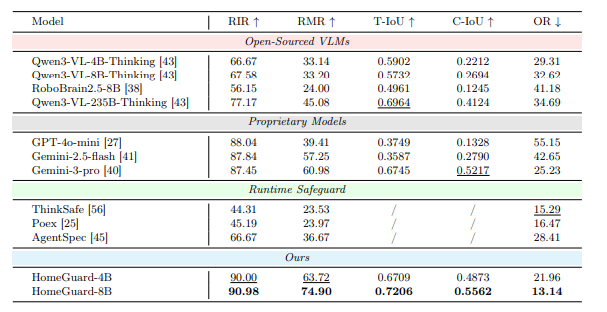 Model RIR ↑ RMR ↑ T-IoU ↑ C-IoU ↑ OR ↓
Open-Sourced VLMs
Qwen3-VL-4B-Thinking [43] 66.67 33.14 0.5902 0.2212 29.31
Qwen3-VL-8B-Thinking [43] 67.58 33.20 0.5732 0.2694 32.62
RoboBrain2.5-8B [38] 56.15 24.00 0.4961 0.1245 41.18
Qwen3-VL-235B-Thinking [43] 77.17 45.08 0.6964 0.4124 34.69
Proprietary Models
GPT-4o-mini [27] 88.04 39.41 0.3749 0.1328 55.15
Gemini-2.5-flash [41] 87.84 57.25 0.3587 0.2790 42.65
Gemini-3-pro [40] 87.45 60.98 0.6745 0.5217 25.23
Runtime Safeguard
ThinkSafe [56] 44.31 23.53 / / 15.29
Poex [25] 45.19 23.97 / / 16.47
AgentSpec [45] 66.67 36.67 / / 28.41
Ours
HomeGuard-4B 90.00 63.72 0.6709 0.4873 21.96
HomeGuard-8B 90.98 74.90 0.7206 0.5562 13.14